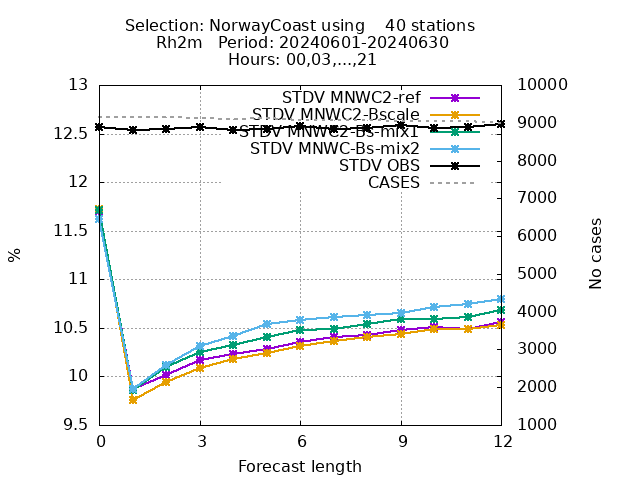 Selection: NorwayCoast using    40 stations
Rh2m   Period: 20240601-20240630
Hours: 00,03,...,21
STDV MNWC2-ref
STDV MNWC2-Bscale
STDV MNWC2-Bs-mix1
STDV MNWC-Bs-mix2
STDV OBS
CASES
13
12.5
12
11.5
11
10.5
10
9.5
%
10000
9000
8000
7000
6000
5000
4000
3000
2000
1000
No cases
0 3 6 9 12
Forecast length